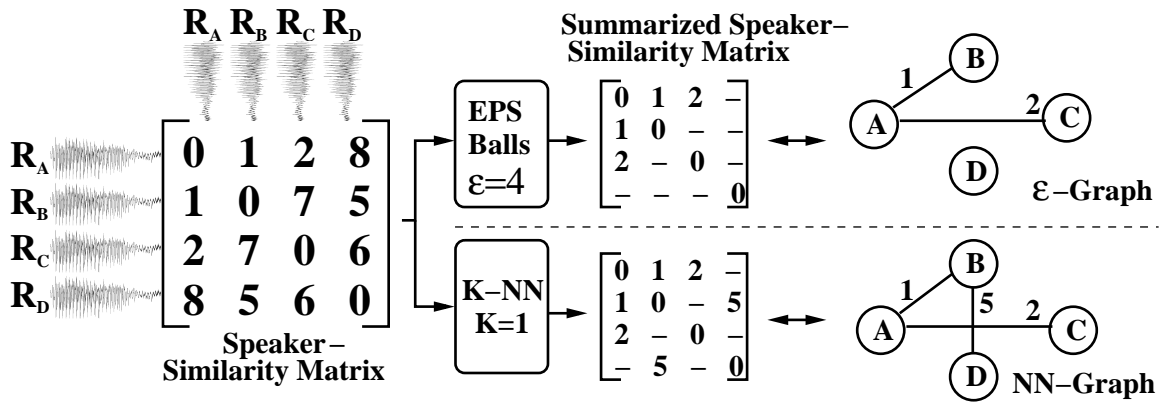 R_A R_B R_C R_D
R_A 0 1 2 8
R_B 1 0 7 5
R_C 2 7 0 6
R_D 8 5 6 0
Speaker–
Similarity Matrix
EPS
Balls
ε=4
K–NN
K=1
Summarized Speaker–
Similarity Matrix
0 1 2 –
1 0 – –
2 – 0 –
– – – 0
0 1 2 –
1 0 – 5
2 – 0 –
– 5 – 0
B
1
2
A
C
D
ε–Graph
B
1
5
2
A
C
D
NN–Graph